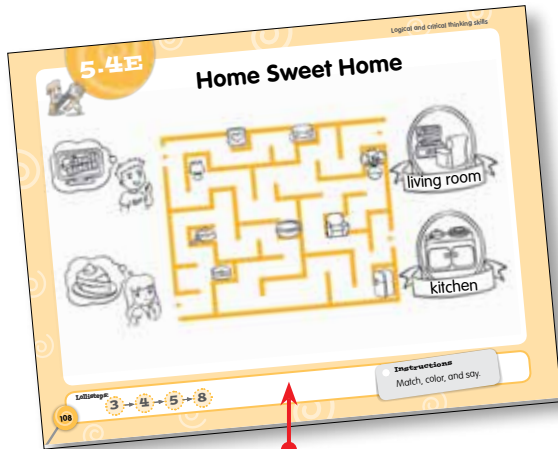 Logical and critical thinking skills
5.4E
Home Sweet Home
living room
kitchen
Lollisteps:
3 4 5 8
Instructions
Match, color, and say.
108